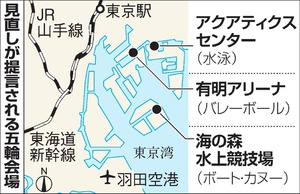 見直しが提言される五輪会場
JR
山手線
東京駅
東海道
新幹線
東京湾
羽田空港
アクアティクス
センター
(水泳)
有明アリーナ
(バレーボール)
海の森
水上競技場
(ボート・カヌー)
N